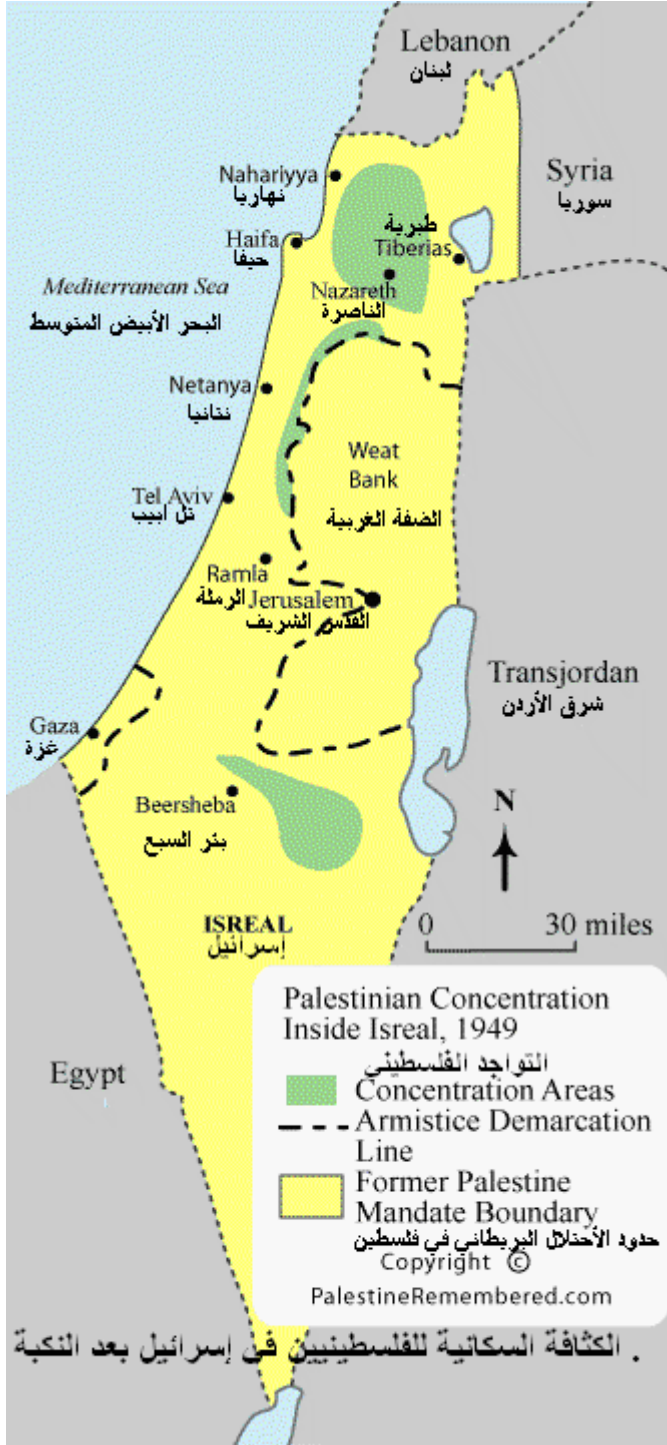 Lebanon
لبنان
Syria
سوريا
Nahariyya
نهاريا
طبرية
Tiberias
Haifa
حيفا
Mediterranean Sea
البحر الأبيض المتوسط
Nazareth
الناصرة
Netanya
نتانيا
Weat
Bank
الضفة الغربية
Tel Aviv
تل ابيب
Ramla
الرملة
Jerusalem
القدس الشريف
Transjordan
شرق الأردن
Gaza
غزة
Beersheba
بئر السبع
N
0 30 miles
ISREAL
إسرائيل
Egypt
Palestinian Concentration
Inside Isreal, 1949
التواجد الفلسطيني
Concentration Areas
Armistice Demarcation
Line
Former Palestine
Mandate Boundary
حدود الأحتلال البريطاني في فلسطين
Copyright ©
PalestineRemembered.com
الكثافة السكانية للفلسطينيين في إسرائيل بعد النكبة .